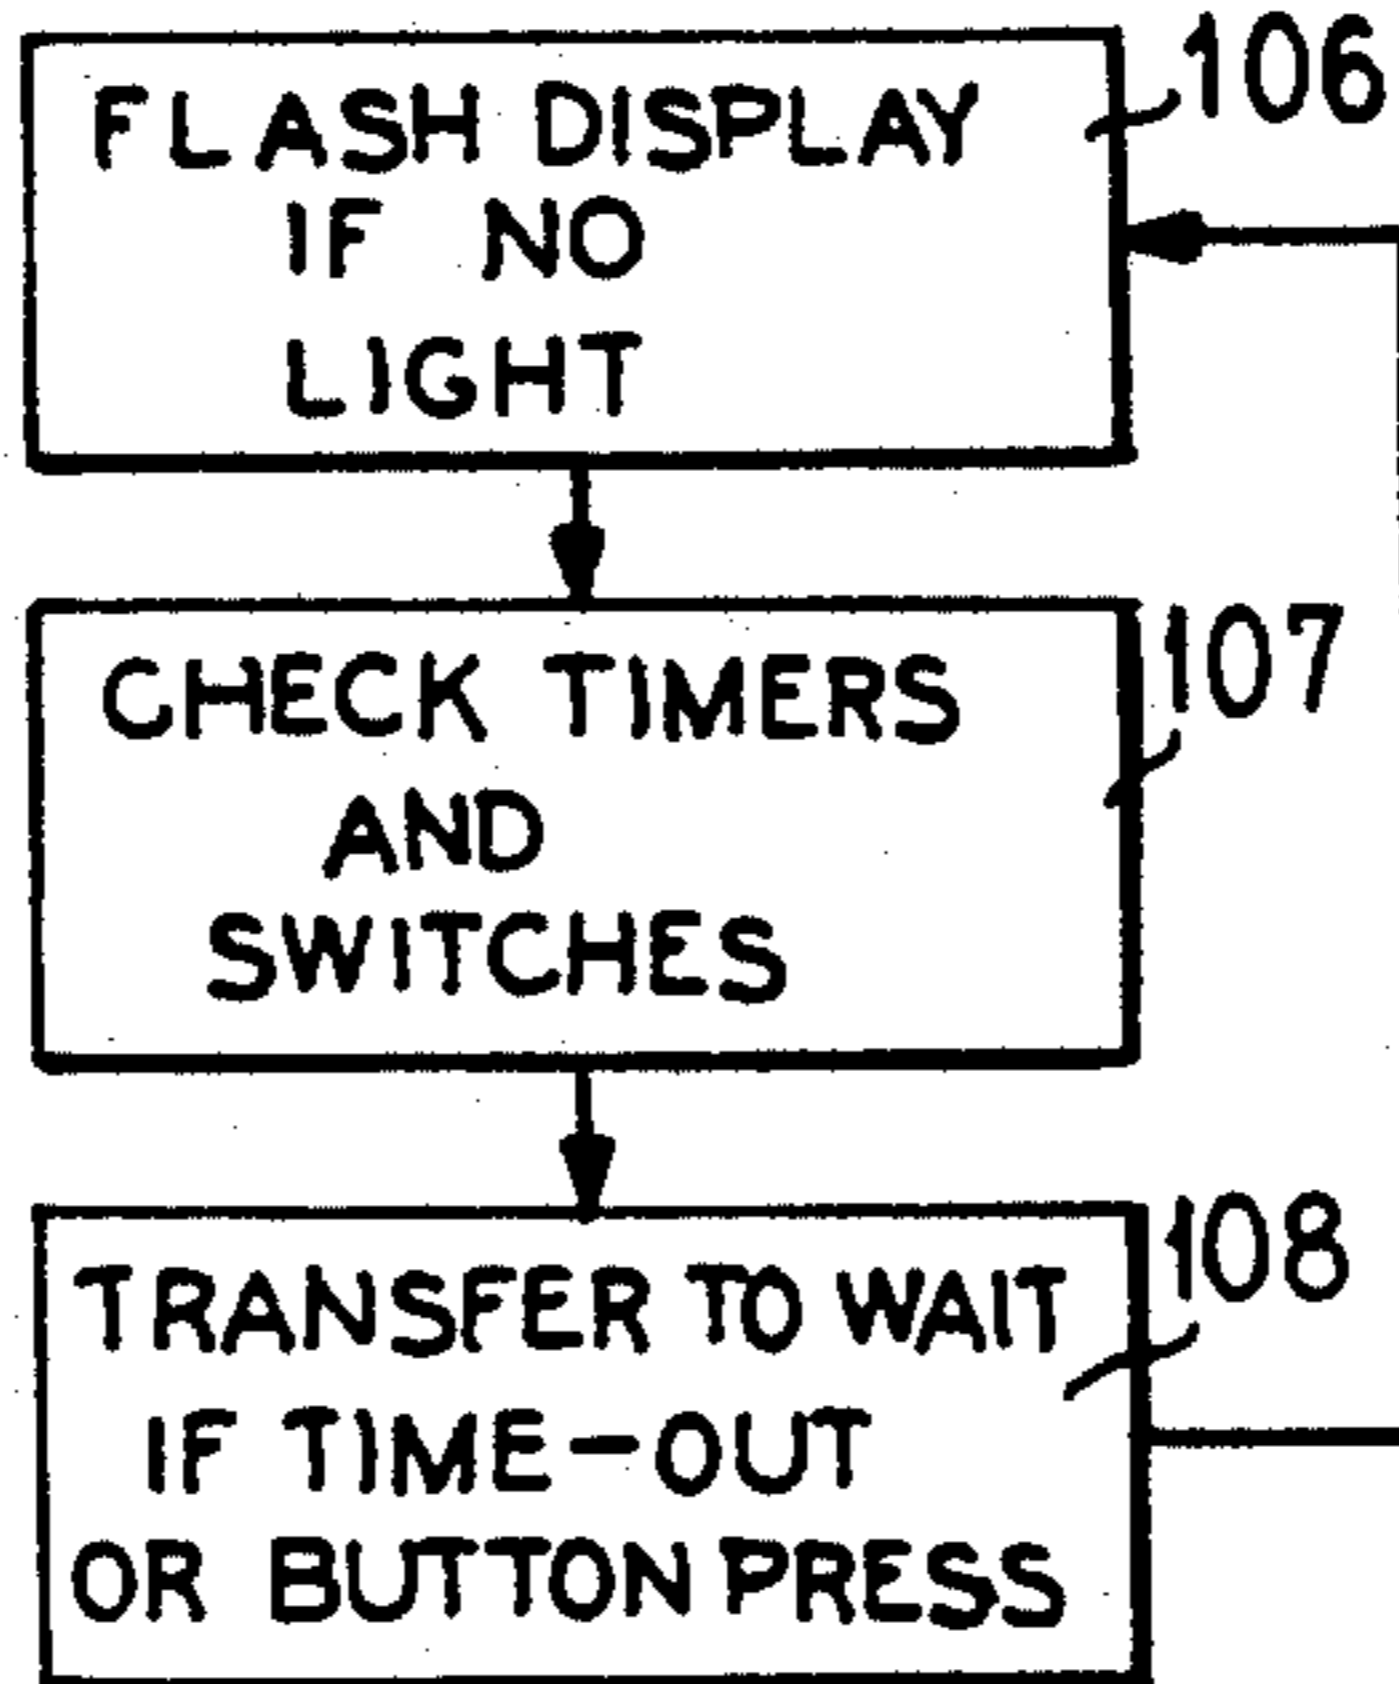 FLASH DISPLAY
IF NO
LIGHT
106
CHECK TIMERS
AND
SWITCHES
107
TRANSFER TO WAIT
IF TIME-OUT
OR BUTTON PRESS
108